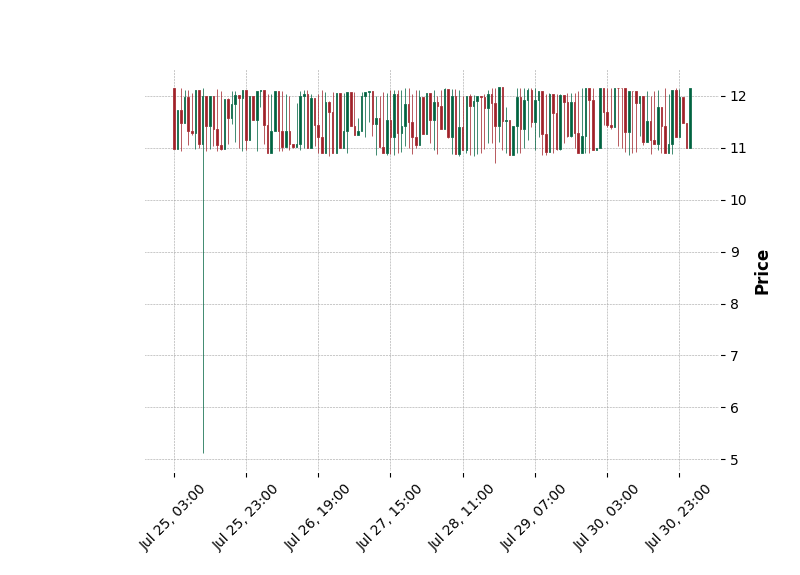 12
11
10
9
8
7
6
5
Price
Jul 25, 03:00
Jul 25, 23:00
Jul 26, 19:00
Jul 27, 15:00
Jul 28, 11:00
Jul 29, 07:00
Jul 30, 03:00
Jul 30, 23:00